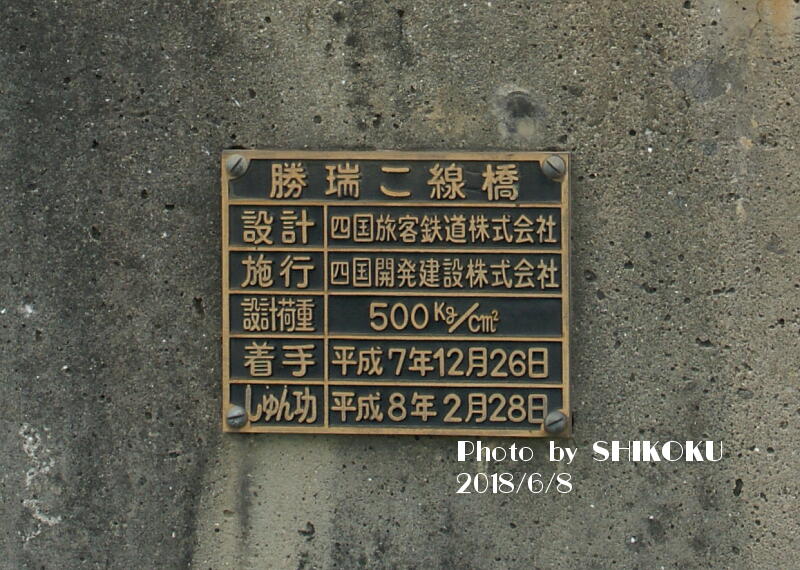 勝瑞二線橋
設計 四国旅客鉄道株式会社
施行 四国開発建設株式会社
設計荷重 500Kg/cm²
着手 平成7年12月26日
しゅん功 平成8年2月28日
Photo by SHIKOKU
2018/6/8